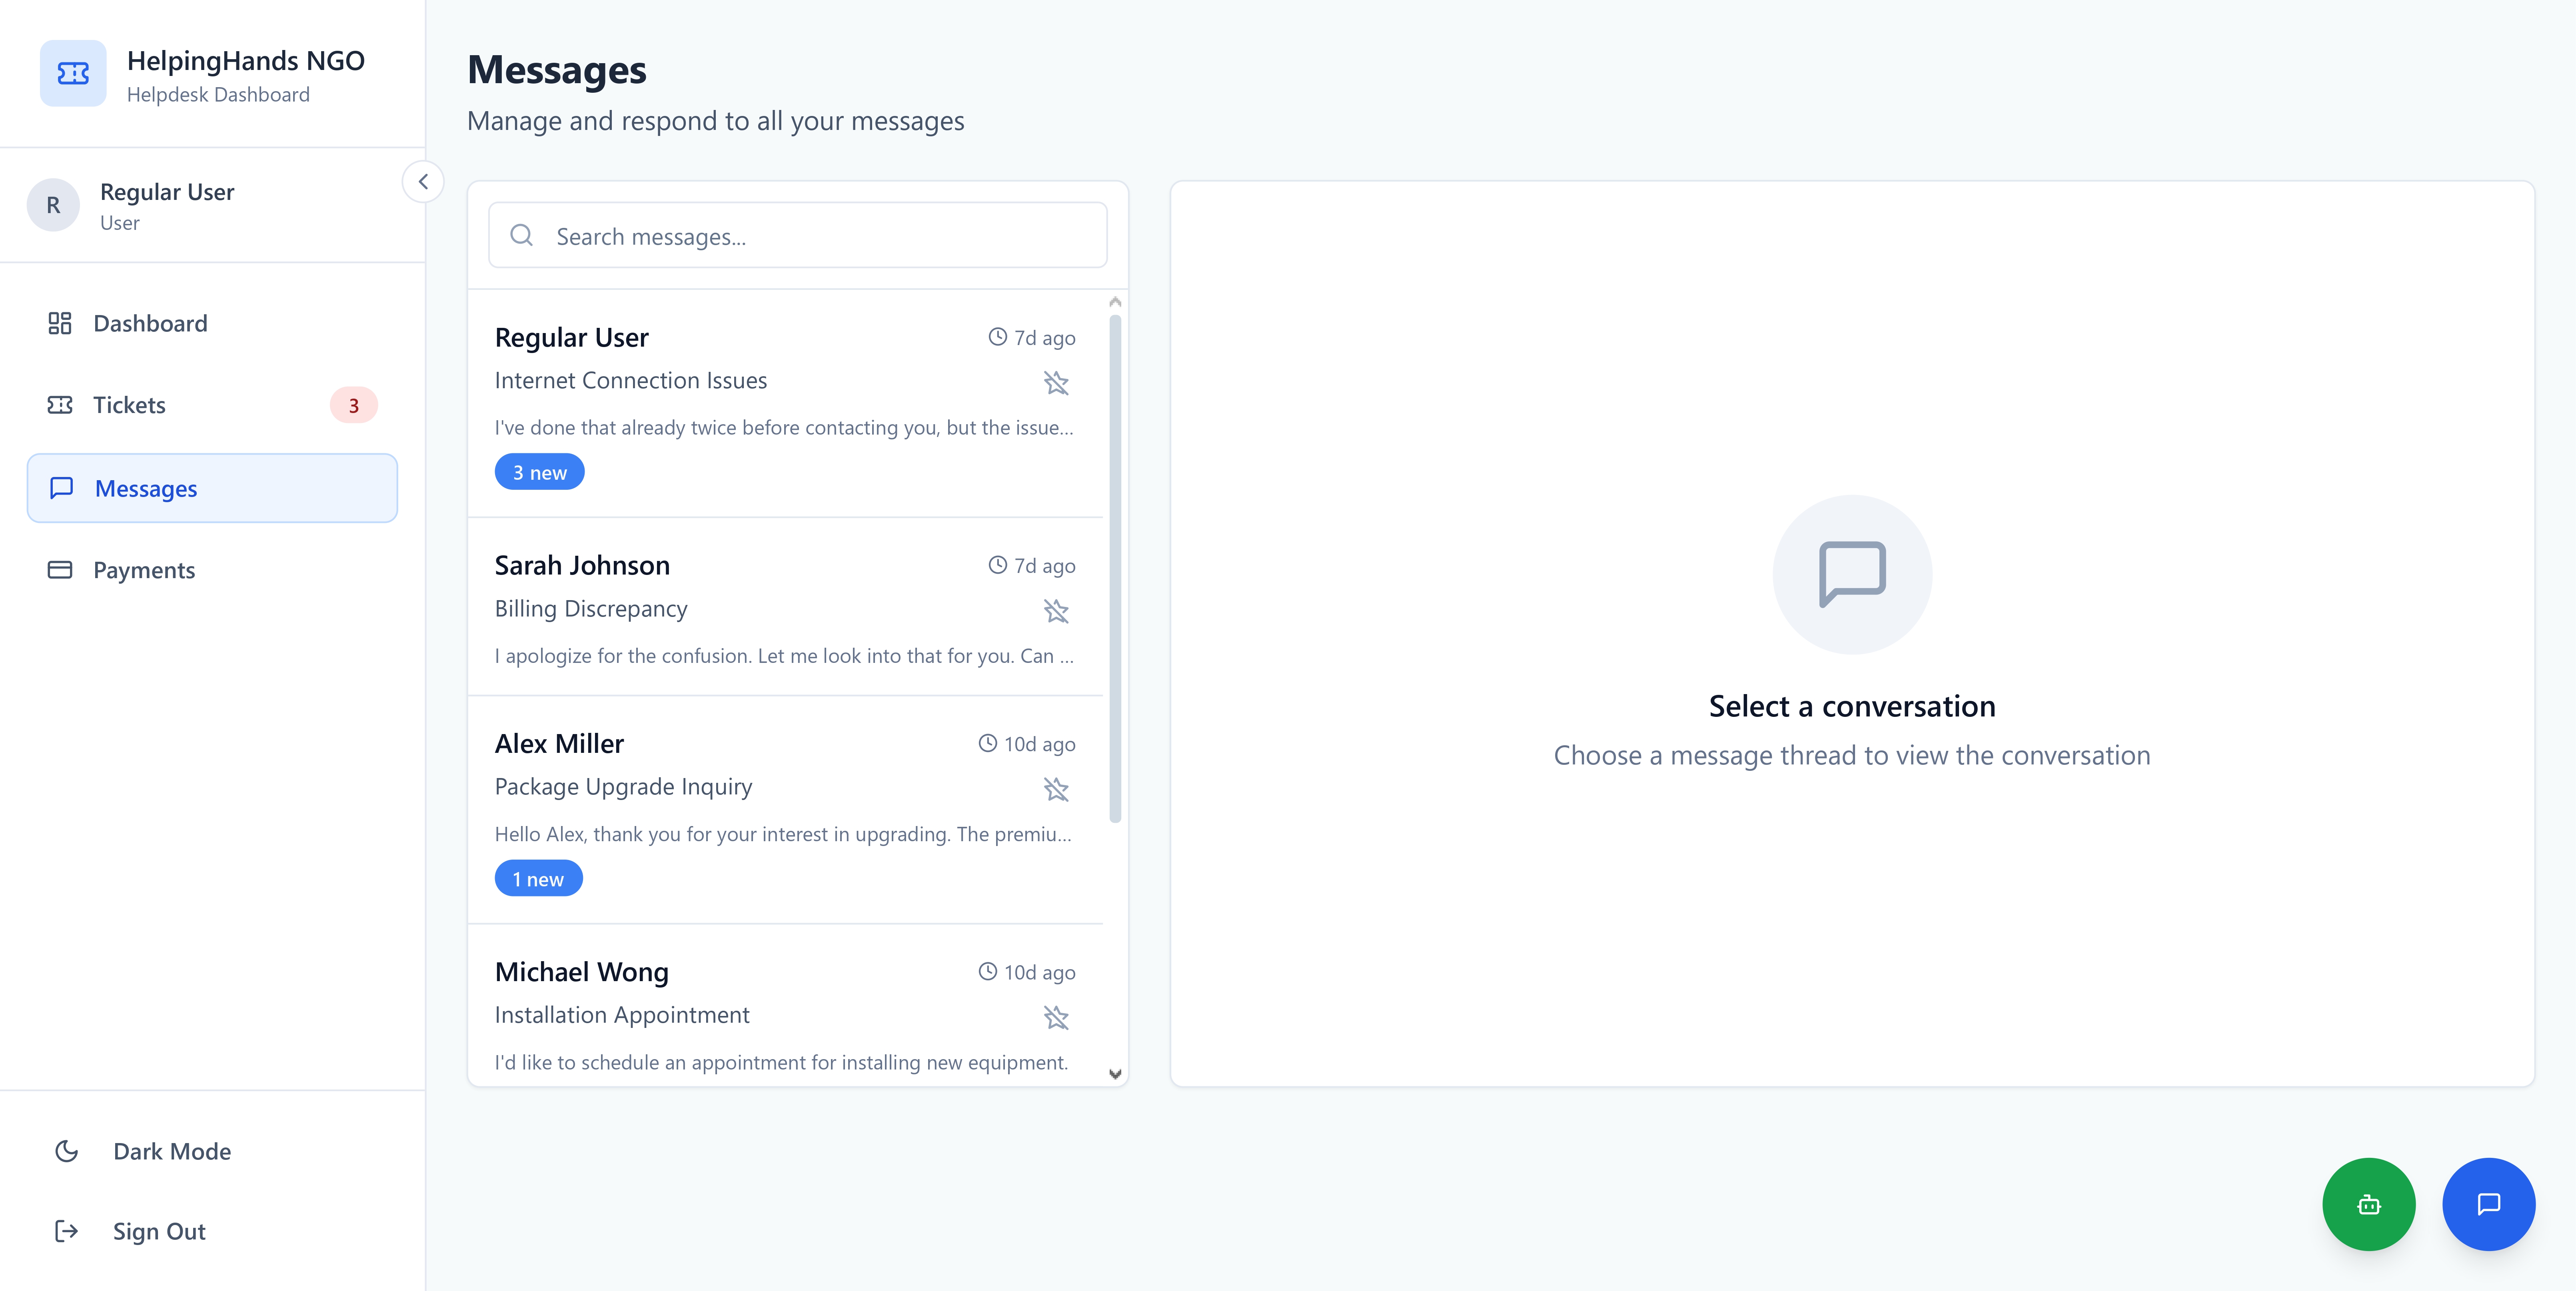 HelpingHands NGO
Helpdesk Dashboard
R
Regular User
User
Dashboard
Tickets
3
Messages
Payments
Dark Mode
Sign Out
Messages
Manage and respond to all your messages
Search messages...
Regular User
7d ago
Internet Connection Issues
I've done that already twice before contacting you, but the issue...
3 new
Sarah Johnson
7d ago
Billing Discrepancy
I apologize for the confusion. Let me look into that for you. Can ...
Alex Miller
10d ago
Package Upgrade Inquiry
Hello Alex, thank you for your interest in upgrading. The premiu...
1 new
Michael Wong
10d ago
Installation Appointment
I'd like to schedule an appointment for installing new equipment.
Select a conversation
Choose a message thread to view the conversation